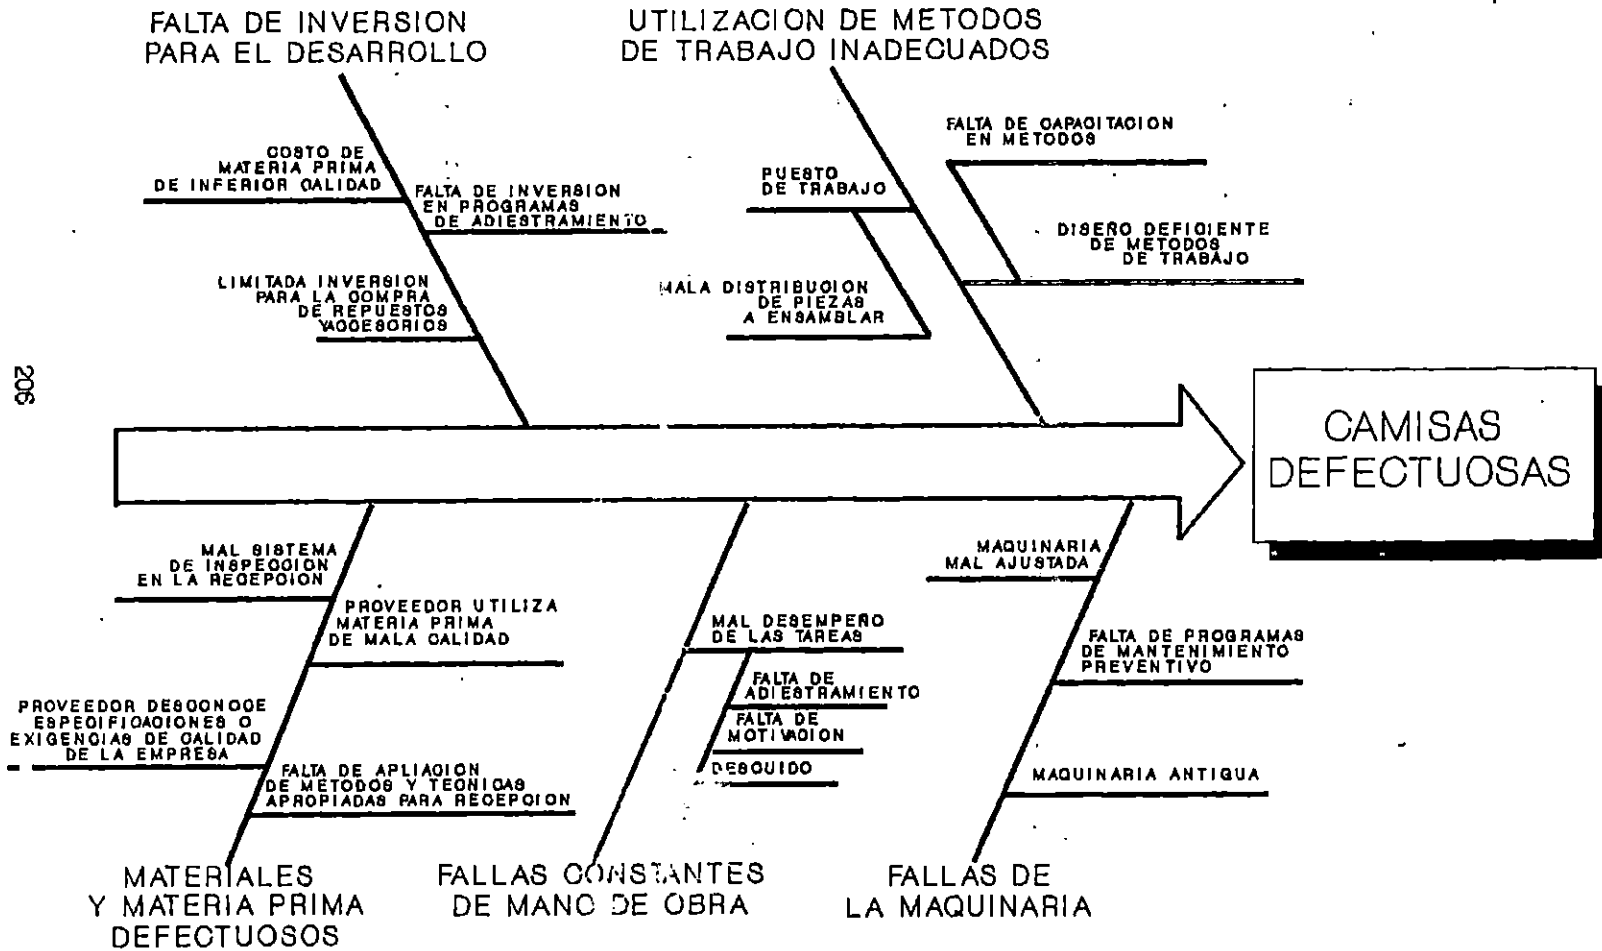 FALTA DE INVERSION
PARA EL DESARROLLO
UTILIZACION DE METODOS
DE TRABAJO INADECUADOS
COSTO DE
MATERIA PRIMA
DE INFERIOR CALIDAD
FALTA DE INVERSION
EN PROGRAMAS
DE ADIESTRAMIENTO
LIMITADA INVERSION
PARA LA COMPRA
DE REPUESTOS
YACCESORIOS
PUESTO
DE TRABAJO
MALA DISTRIBUCION
DE PIEZAS
A ENSAMBLAR
FALTA DE CAPACITACION
EN METODOS
DISEÑO DEFICIENTE
DE METODOS
DE TRABAJO
206
CAMISAS
DEFECTUOSAS
MAL SISTEMA
DE INSPECCION
EN LA RECEPCION
PROVEEDOR UTILIZA
MATERIA PRIMA
DE MALA CALIDAD
PROVEEDOR DESCONOCE
ESPECIFICACIONES O
EXIGENCIAS DE CALIDAD
DE LA EMPRESA
FALTA DE APLIACION
DE METODOS Y TECNICAS
APROPIADAS PARA RECEPCION
MATERIALES
Y MATERIA PRIMA
DEFECTUOSOS
MAL DESEMPEÑO
DE LAS TAREAS
FALTA DE
ADIESTRAMIENTO
FALTA DE
MOTIVACION
DESCUIDO
FALLAS CONSTANTES
DE MANO DE OBRA
MAQUINARIA
MAL AJUSTADA
FALTA DE PROGRAMAS
DE MANTENIMIENTO
PREVENTIVO
MAQUINARIA ANTIGUA
FALLAS DE
LA MAQUINARIA